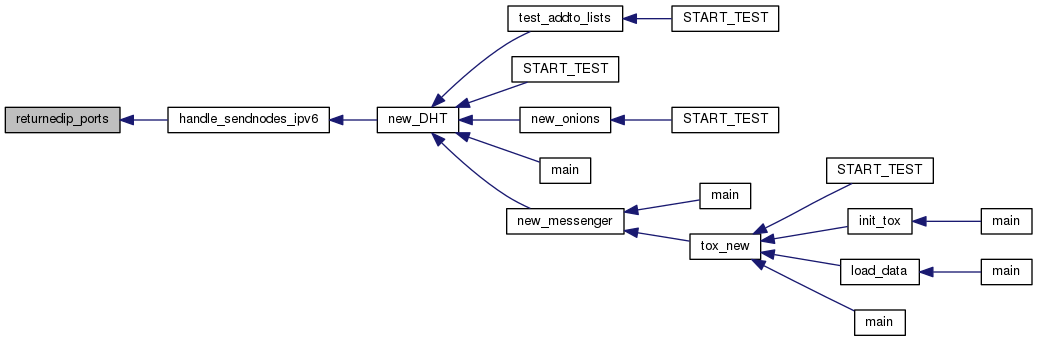 test_addto_lists
START_TEST
START_TEST
returnedip_ports
handle_sendnodes_ipv6
new_DHT
new_onions
START_TEST
main
START_TEST
main
new_messenger
init_tox
main
tox_new
load_data
main
main